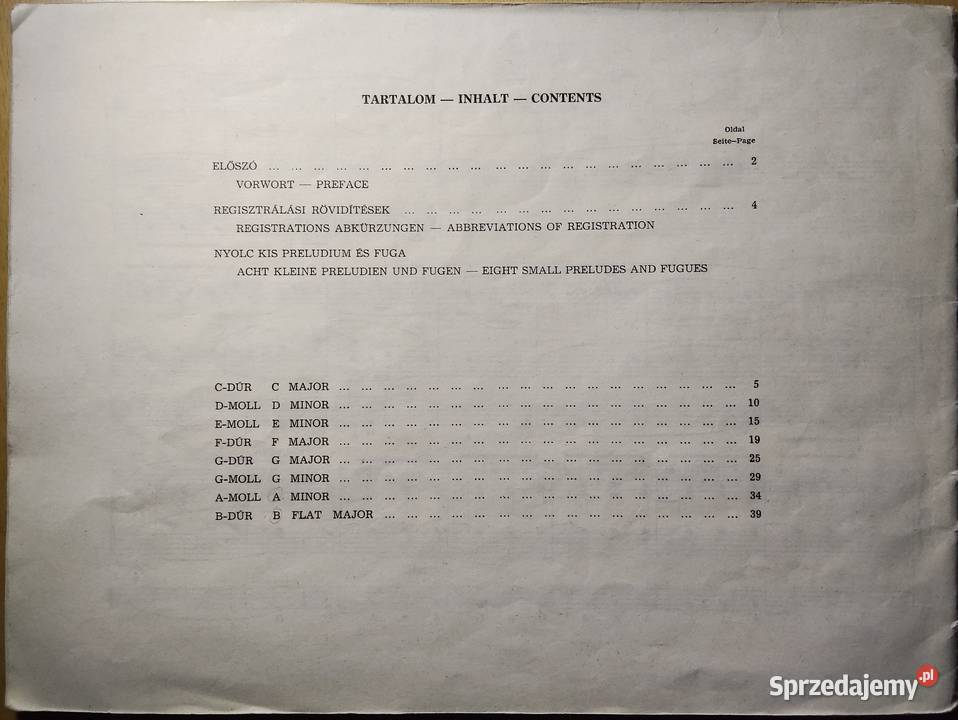 TARTALOM — INHALT — CONTENTS
Oldal
Seite–Page
ELŐSZÓ ... ... ... ... ... ... ... ... ... ... ... ... ... ... ... ... ... ... ... ... ... 2
VORWORT — PREFACE
REGISZTRÁLÁSI RÖVIDÍTÉSEK ... ... ... ... ... ... ... ... ... ... ... ... ... ... ... 4
REGISTRATIONS ABKÜRZUNGEN — ABBREVIATIONS OF REGISTRATION
NYOLC KIS PRELUDIUM ÉS FUGA
ACHT KLEINE PRELUDIEN UND FUGEN — EIGHT SMALL PRELUDES AND FUGUES
C-DÚR C MAJOR ... ... ... ... ... ... ... ... ... ... ... ... ... ... ... ... ... ... 5
D-MOLL D MINOR ... ... ... ... ... ... ... ... ... ... ... ... ... ... ... ... ... ... 10
E-MOLL E MINOR ... ... ... ... ... ... ... ... ... ... ... ... ... ... ... ... ... ... 15
F-DÚR F MAJOR ... ... ... ... ... ... ... ... ... ... ... ... ... ... ... ... ... ... 19
G-DÚR G MAJOR ... ... ... ... ... ... ... ... ... ... ... ... ... ... ... ... ... ... 25
G-MOLL G MINOR ... ... ... ... ... ... ... ... ... ... ... ... ... ... ... ... ... ... 29
A-MOLL A MINOR ... ... ... ... ... ... ... ... ... ... ... ... ... ... ... ... ... ... 34
B-DÚR B FLAT MAJOR ... ... ... ... ... ... ... ... ... ... ... ... ... ... ... ... 39
Sprzedajemy.pl